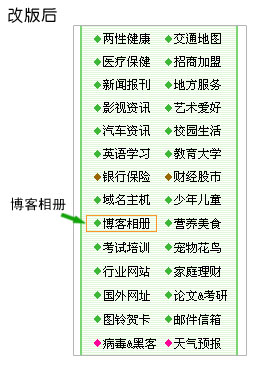 改版后
两性健康 交通地图
医疗保健 招商加盟
新闻报刊 地方服务
影视资讯 艺术爱好
汽车资讯 校园生活
英语学习 教育大学
银行保险 财经股市
域名主机 少年儿童
博客相册
博客相册 营养美食
考试培训 宠物花鸟
行业网站 家庭理财
国外网址 论文&考研
图铃贺卡 邮件信箱
病毒&黑客 天气预报